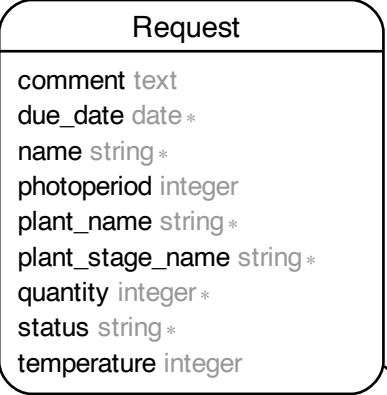 Request
comment text
due_date date *
name string *
photoperiod integer
plant_name string *
plant_stage_name string *
quantity integer *
status string *
temperature integer